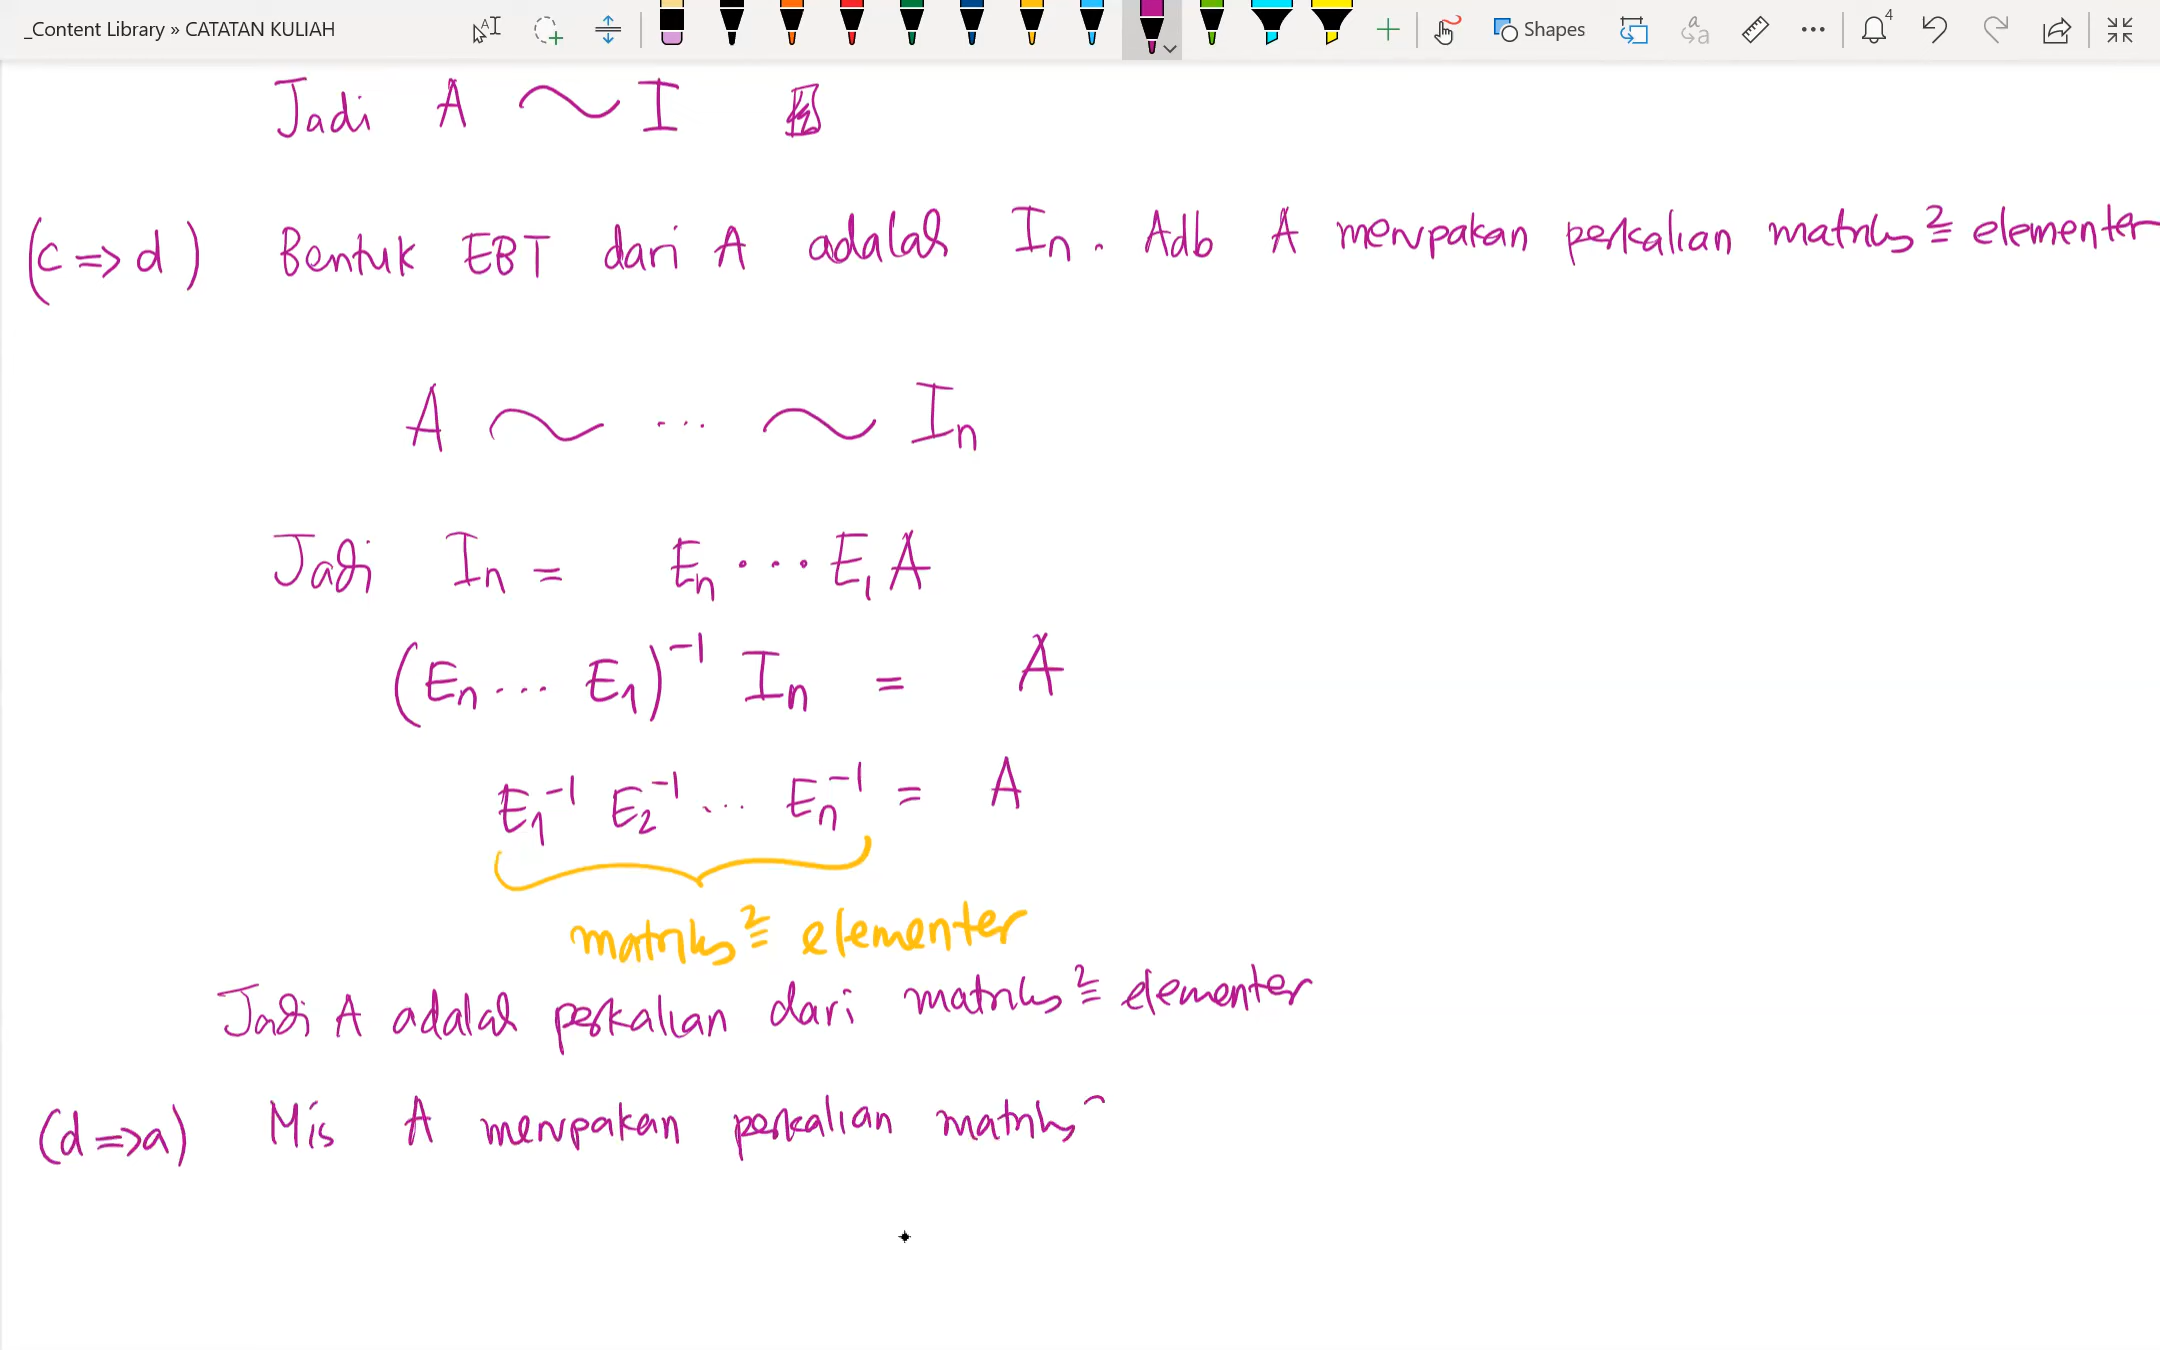 _Content Library » CATATAN KULIAH
Shapes
4
Jadi A ~ I
(c => d) Bentuk EBT dari A adalah In. Adb A merupakan perkalian matriks² elementer
A ~ ... ~ In
Jadi In = En ... E1 A
(En ... E1)⁻¹ In = A
E1⁻¹ E2⁻¹ ... En⁻¹ = A
matriks² elementer
Jadi A adalah perkalian dari matriks² elementer
(d => a) Mis A merupakan perkalian matriks